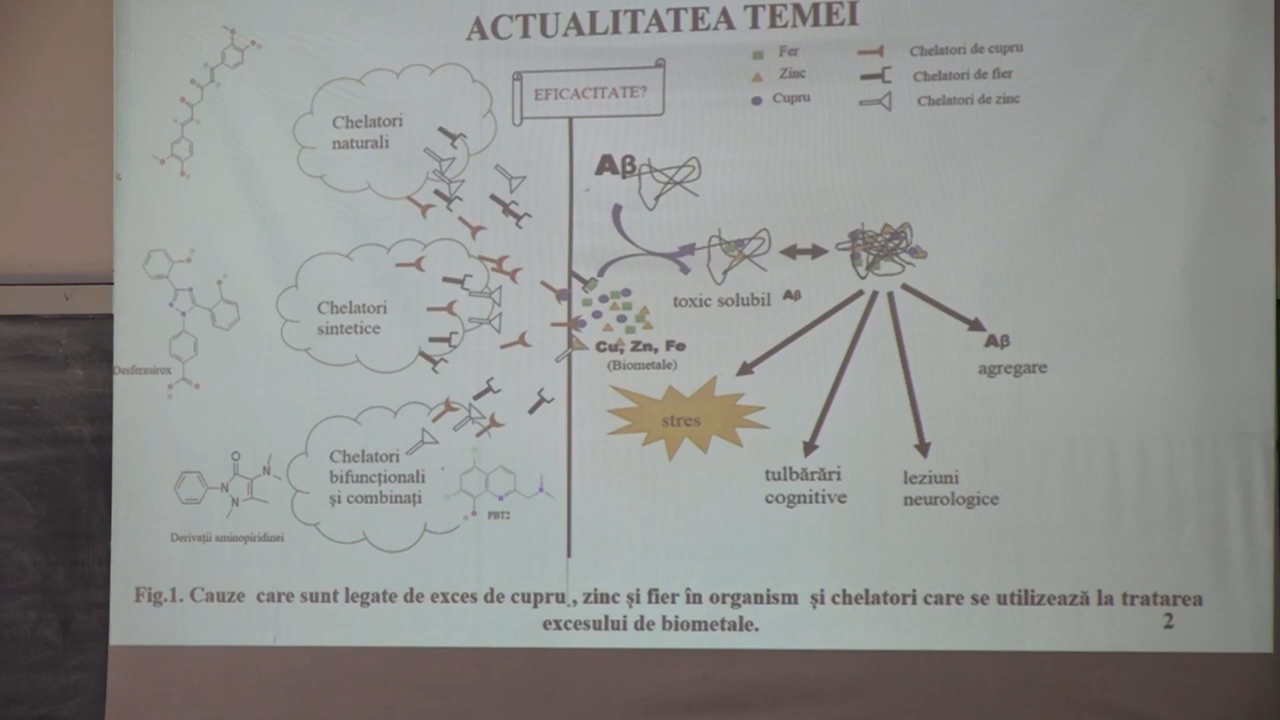 ACTUALITATEA TEMEI
Fer
Zinc
Cupru
Chelatori de cupru
Chelatori de fier
Chelatori de zinc
EFICACITATE?
Chelatori
naturali
Aβ
Chelatori
sintetice
toxic solubil Aβ
Cu, Zn, Fe
(Biometale)
Aβ
agregare
Desferasirox
stres
Chelatori
bifuncționali
și combinați
tulbărări
cognitive
leziuni
neurologice
O
N
N
N
PBT2
Derivații aminopiridinei
Fig.1. Cauze care sunt legate de exces de cupru , zinc și fier în organism și chelatori care se utilizează la tratarea
excesului de biometale.
2